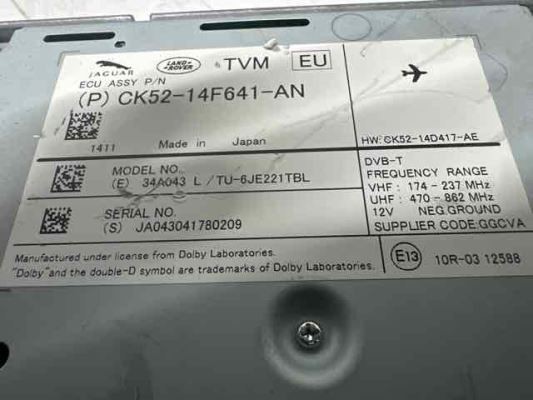 JAGUAR LAND ROVER TVM EU
ECU ASSY P/N
(P) CK52-14F641-AN
1411 Made in Japan
HW: CK52-14D417-AE
MODEL NO.
(E) 34A043 L / TU-6JE221TBL
SERIAL NO.
(S) JA043041780209
DVB-T
FREQUENCY RANGE
VHF: 174 - 237 MHz
UHF: 470 - 862 MHz
12V NEG.GROUND
SUPPLIER CODE:GGCVA
Manufactured under license from Dolby Laboratories.
"Dolby" and the double-D symbol are trademarks of Dolby Laboratories.
E13 10R-03 12588